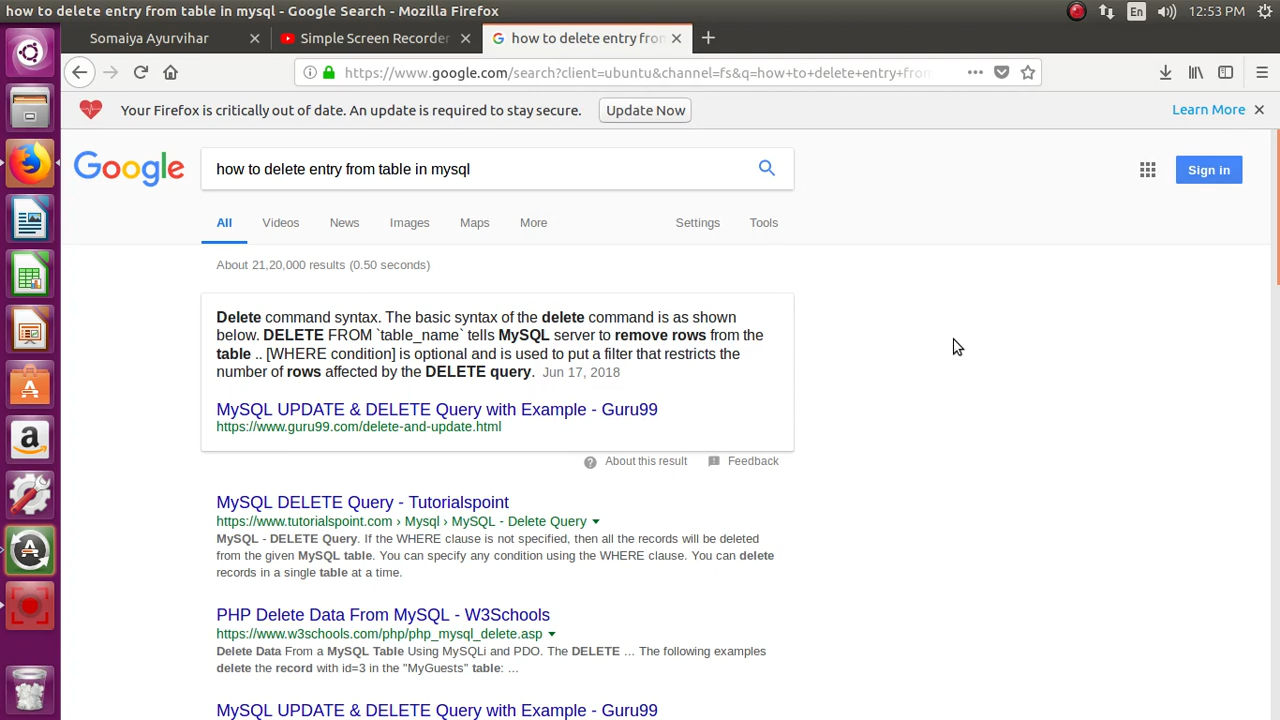 how to delete entry from table in mysql - Google Search - Mozilla Firefox
En
12:53 PM
Somaiya Ayurvihar
Simple Screen Recorder
how to delete entry from
https://www.google.com/search?client=ubuntu&channel=fs&q=how+to+delete+entry+from
Your Firefox is critically out of date. An update is required to stay secure.
Update Now
Learn More
Google
how to delete entry from table in mysql
Sign in
All
Videos
News
Images
Maps
More
Settings
Tools
About 21,20,000 results (0.50 seconds)
Delete command syntax. The basic syntax of the delete command is as shown
below. DELETE FROM `table_name` tells MySQL server to remove rows from the
table .. [WHERE condition] is optional and is used to put a filter that restricts the
number of rows affected by the DELETE query. Jun 17, 2018
MySQL UPDATE & DELETE Query with Example - Guru99
https://www.guru99.com/delete-and-update.html
About this result
Feedback
MySQL DELETE Query - Tutorialspoint
https://www.tutorialspoint.com › Mysql › MySQL - Delete Query
MySQL - DELETE Query. If the WHERE clause is not specified, then all the records will be deleted
from the given MySQL table. You can specify any condition using the WHERE clause. You can delete
records in a single table at a time.
PHP Delete Data From MySQL - W3Schools
https://www.w3schools.com/php/php_mysql_delete.asp
Delete Data From a MySQL Table Using MySQLi and PDO. The DELETE ... The following examples
delete the record with id=3 in the "MyGuests" table: ...
MySQL UPDATE & DELETE Query with Example - Guru99